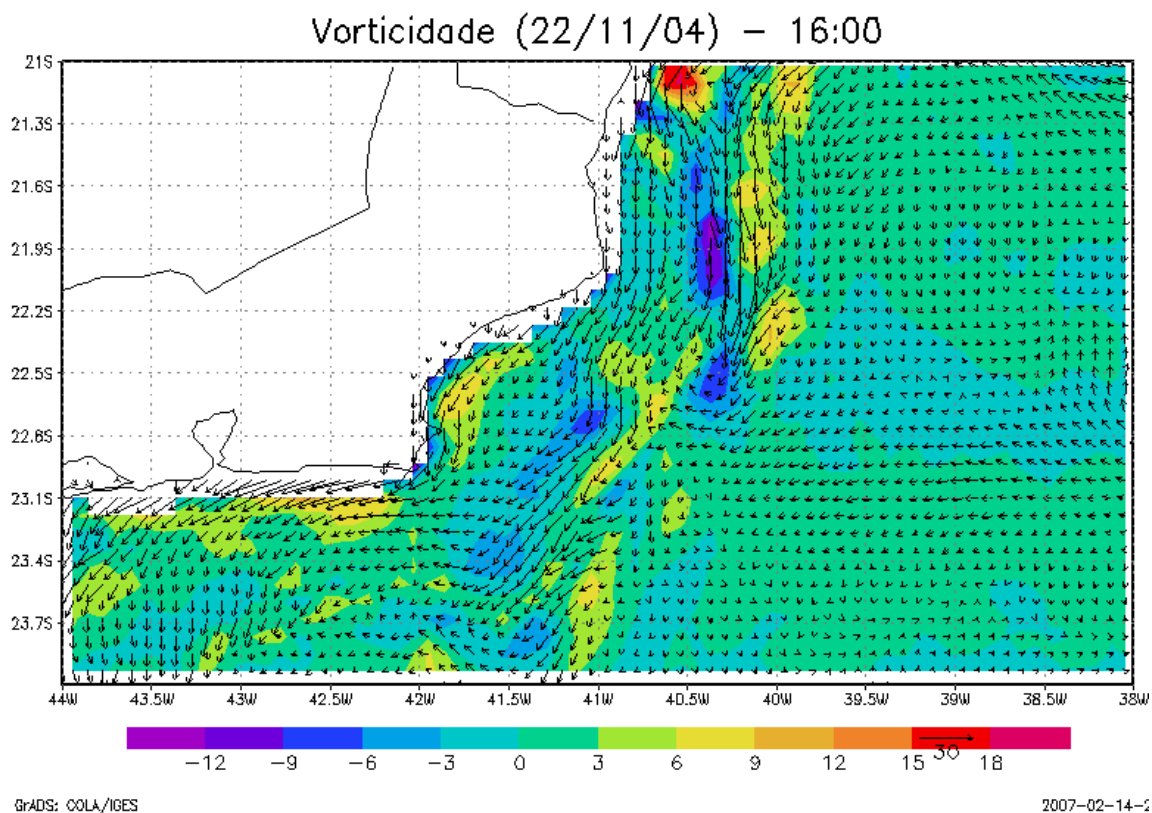 Vorticidade (22/11/04) – 16:00
21S
21.3S
21.6S
21.9S
22.2S
22.5S
22.8S
23.1S
23.4S
23.7S
44W 43.5W 43W 42.5W 42W 41.5W 41W 40.5W 40W 39.5W 39W 38.5W 38W
30
−12 −9 −6 −3 0 3 6 9 12 15 18
GrADS: COLA/IGES 2007-02-14-2